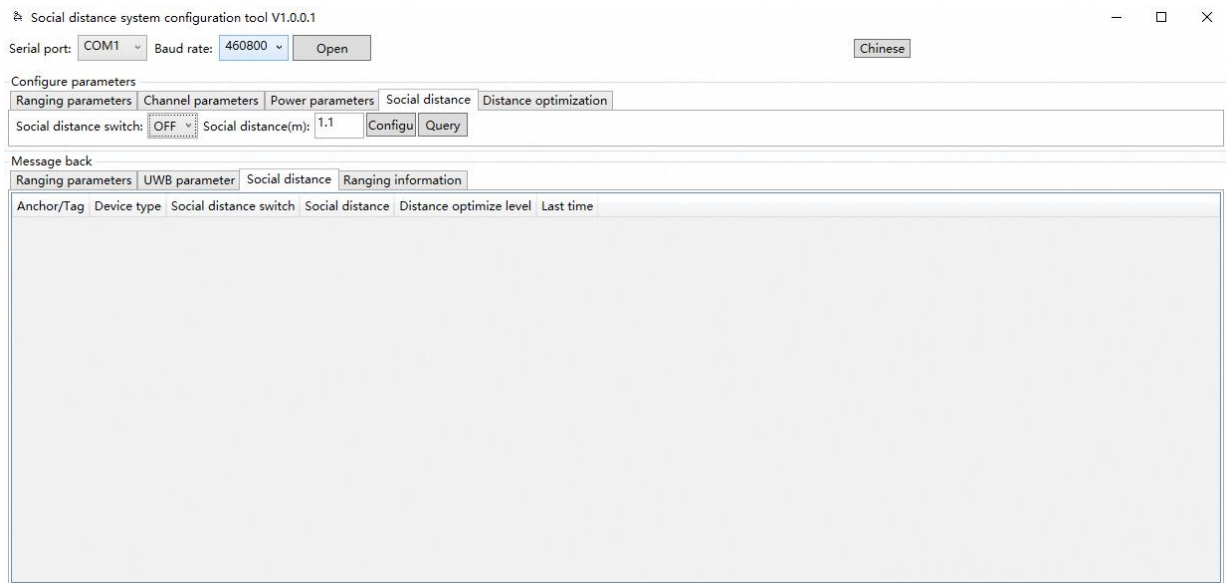 Social distance system configuration tool V1.0.0.1
Serial port: COM1 Baud rate: 460800 Open Chinese
Configure parameters
Ranging parameters Channel parameters Power parameters Social distance Distance optimization
Social distance switch: OFF Social distance(m): 1.1 Configu Query
Message back
Ranging parameters UWB parameter Social distance Ranging information
Anchor/Tag Device type Social distance switch Social distance Distance optimize level Last time